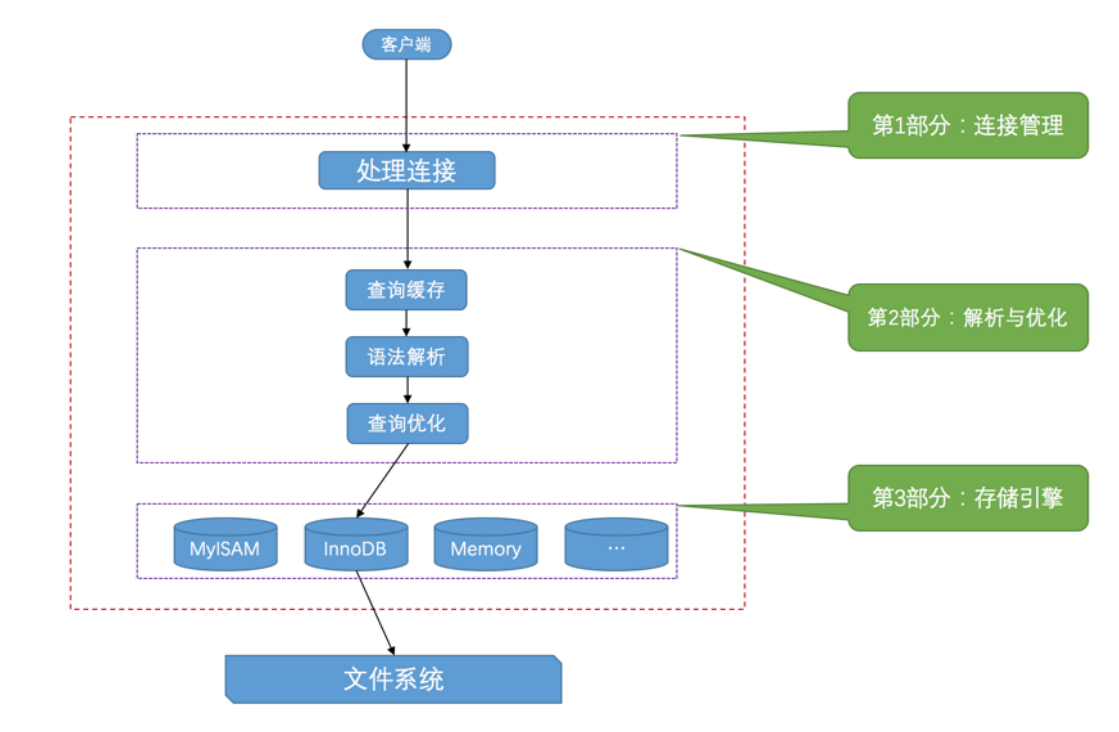 客户端
第1部分：连接管理
处理连接
查询缓存
第2部分：解析与优化
语法解析
查询优化
第3部分：存储引擎
MyISAM
InnoDB
Memory
…
文件系统